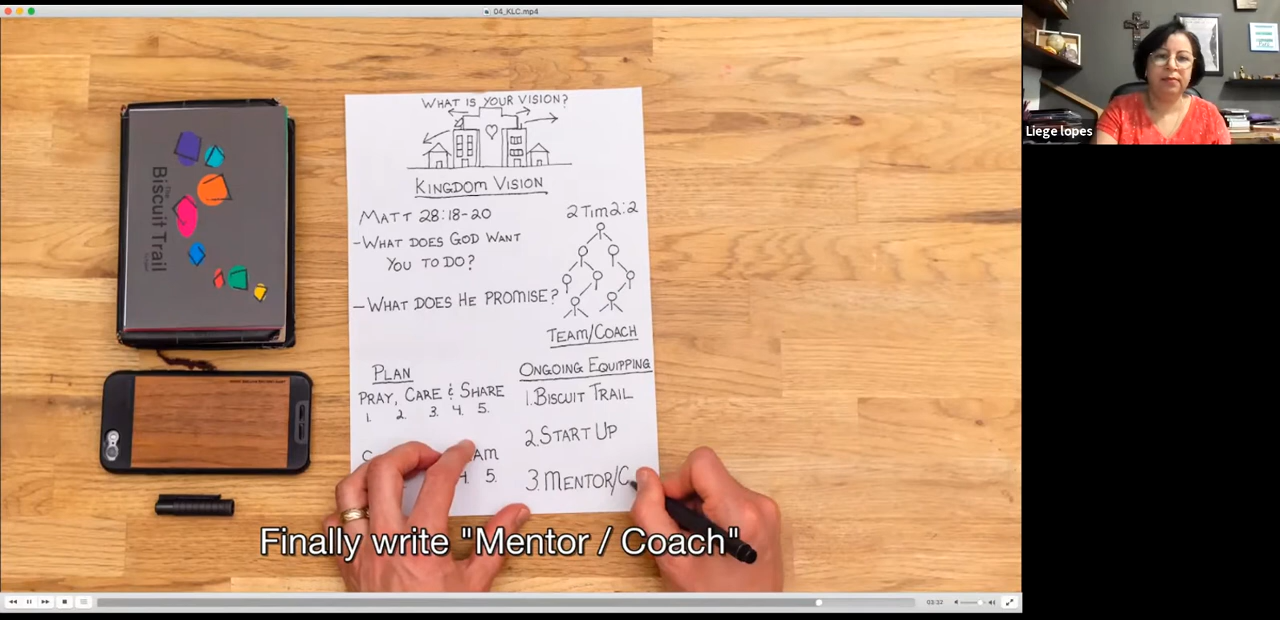 04_KLC.mp4
WHAT IS YOUR VISION?
KINGDOM VISION
MATT 28:18-20
2 TIM 2:2
-WHAT DOES GOD WANT
YOU TO DO?
-WHAT DOES HE PROMISE?
TEAM/COACH
PLAN
PRAY, CARE & SHARE
1. 2. 3. 4. 5.
AM
4. 5.
ONGOING EQUIPPING
1. BISCUIT TRAIL
2. START UP
3. MENTOR/C
The
Biscuit Trail
Finally write "Mentor / Coach"
03:32
Liege lopes